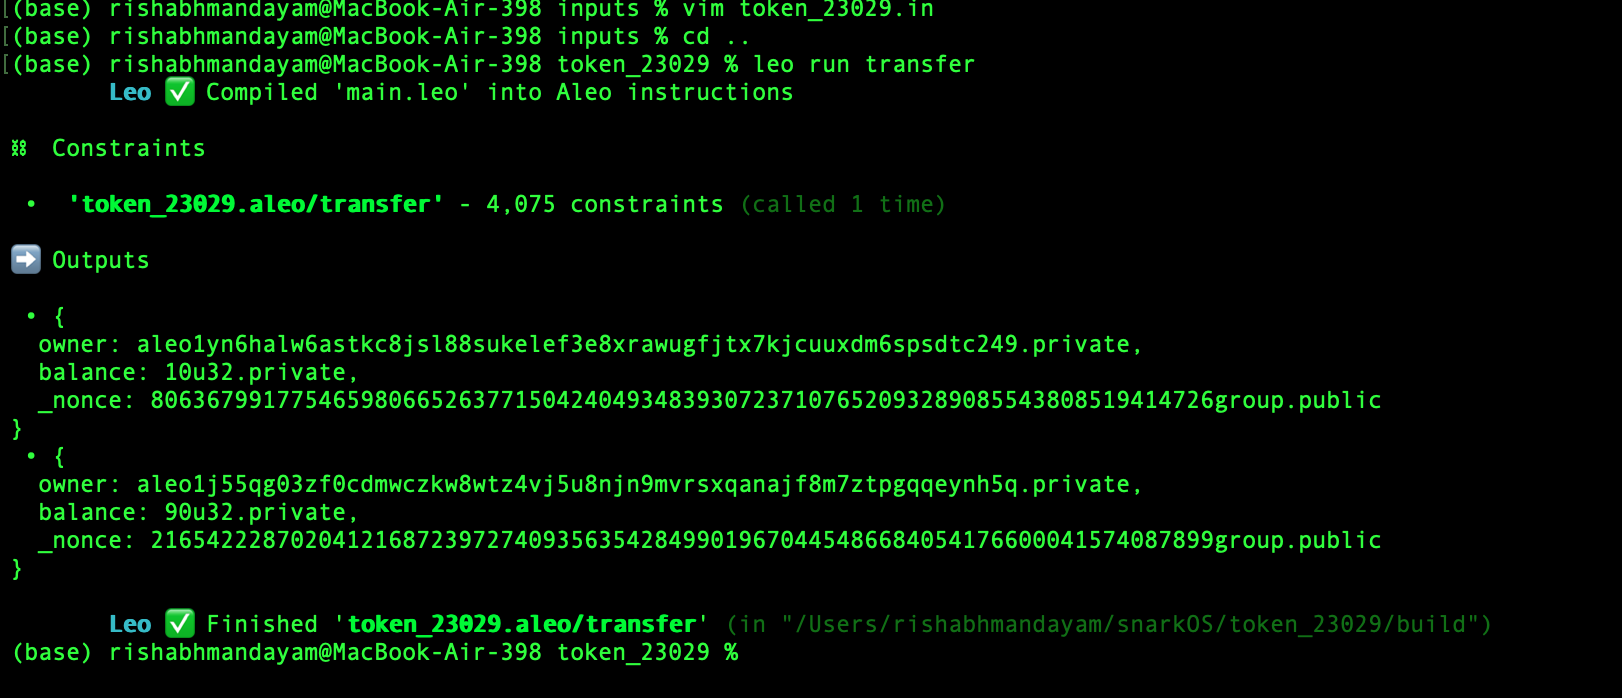 [(base) rishabhmandayam@MacBook-Air-398 inputs % vim token_23029.in
[(base) rishabhmandayam@MacBook-Air-398 inputs % cd ..
[(base) rishabhmandayam@MacBook-Air-398 token_23029 % leo run transfer
Leo ✅ Compiled 'main.leo' into Aleo instructions
⛓ Constraints
• 'token_23029.aleo/transfer' - 4,075 constraints (called 1 time)
➡️ Outputs
• {
owner: aleo1yn6halw6astkc8jsl88sukelef3e8xrawugfjtx7kjcuuxdm6spsdtc249.private,
balance: 10u32.private,
_nonce: 8063679917754659806652637715042404934839307237107652093289085543808519414726group.public
}
• {
owner: aleo1j55qg03zf0cdmwczkw8wtz4vj5u8njn9mvrsxqanajf8m7ztpgqqeynh5q.private,
balance: 90u32.private,
_nonce: 2165422287020412168723972740935635428499019670445486684054176600041574087899group.public
}
Leo ✅ Finished 'token_23029.aleo/transfer' (in "/Users/rishabhmandayam/snarkOS/token_23029/build")
(base) rishabhmandayam@MacBook-Air-398 token_23029 %